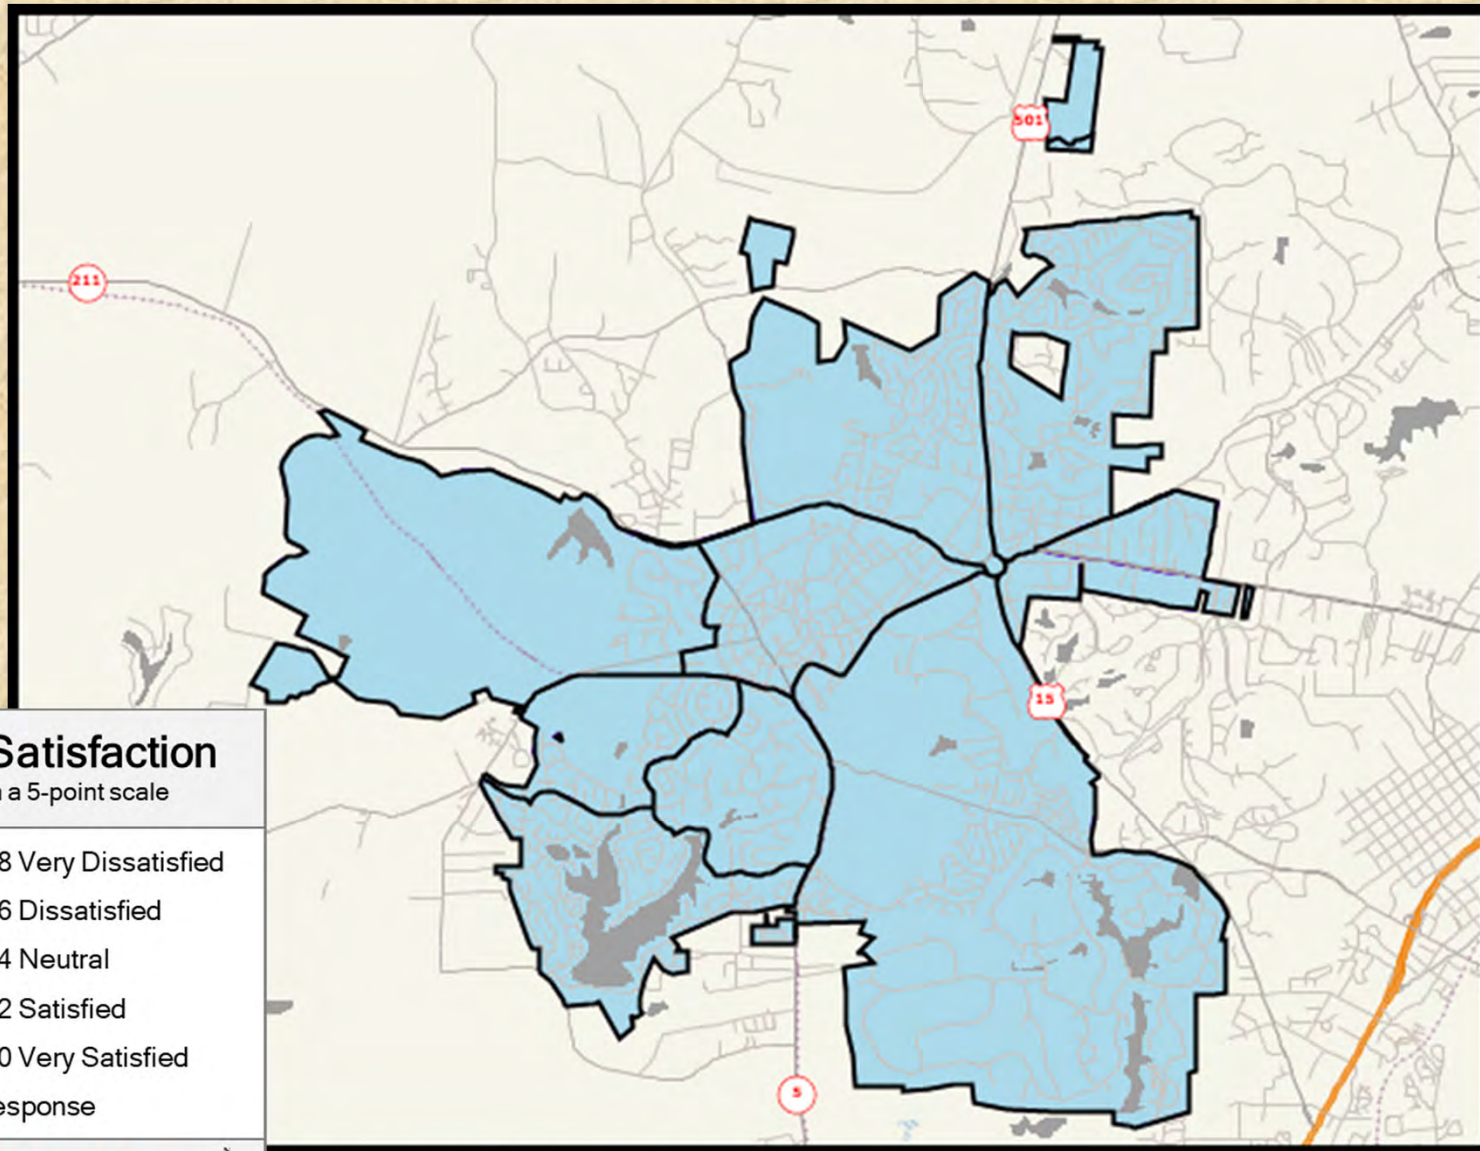 501
211
15
Satisfaction
a 5-point scale
8 Very Dissatisfied
6 Dissatisfied
4 Neutral
2 Satisfied
0 Very Satisfied
esponse
5